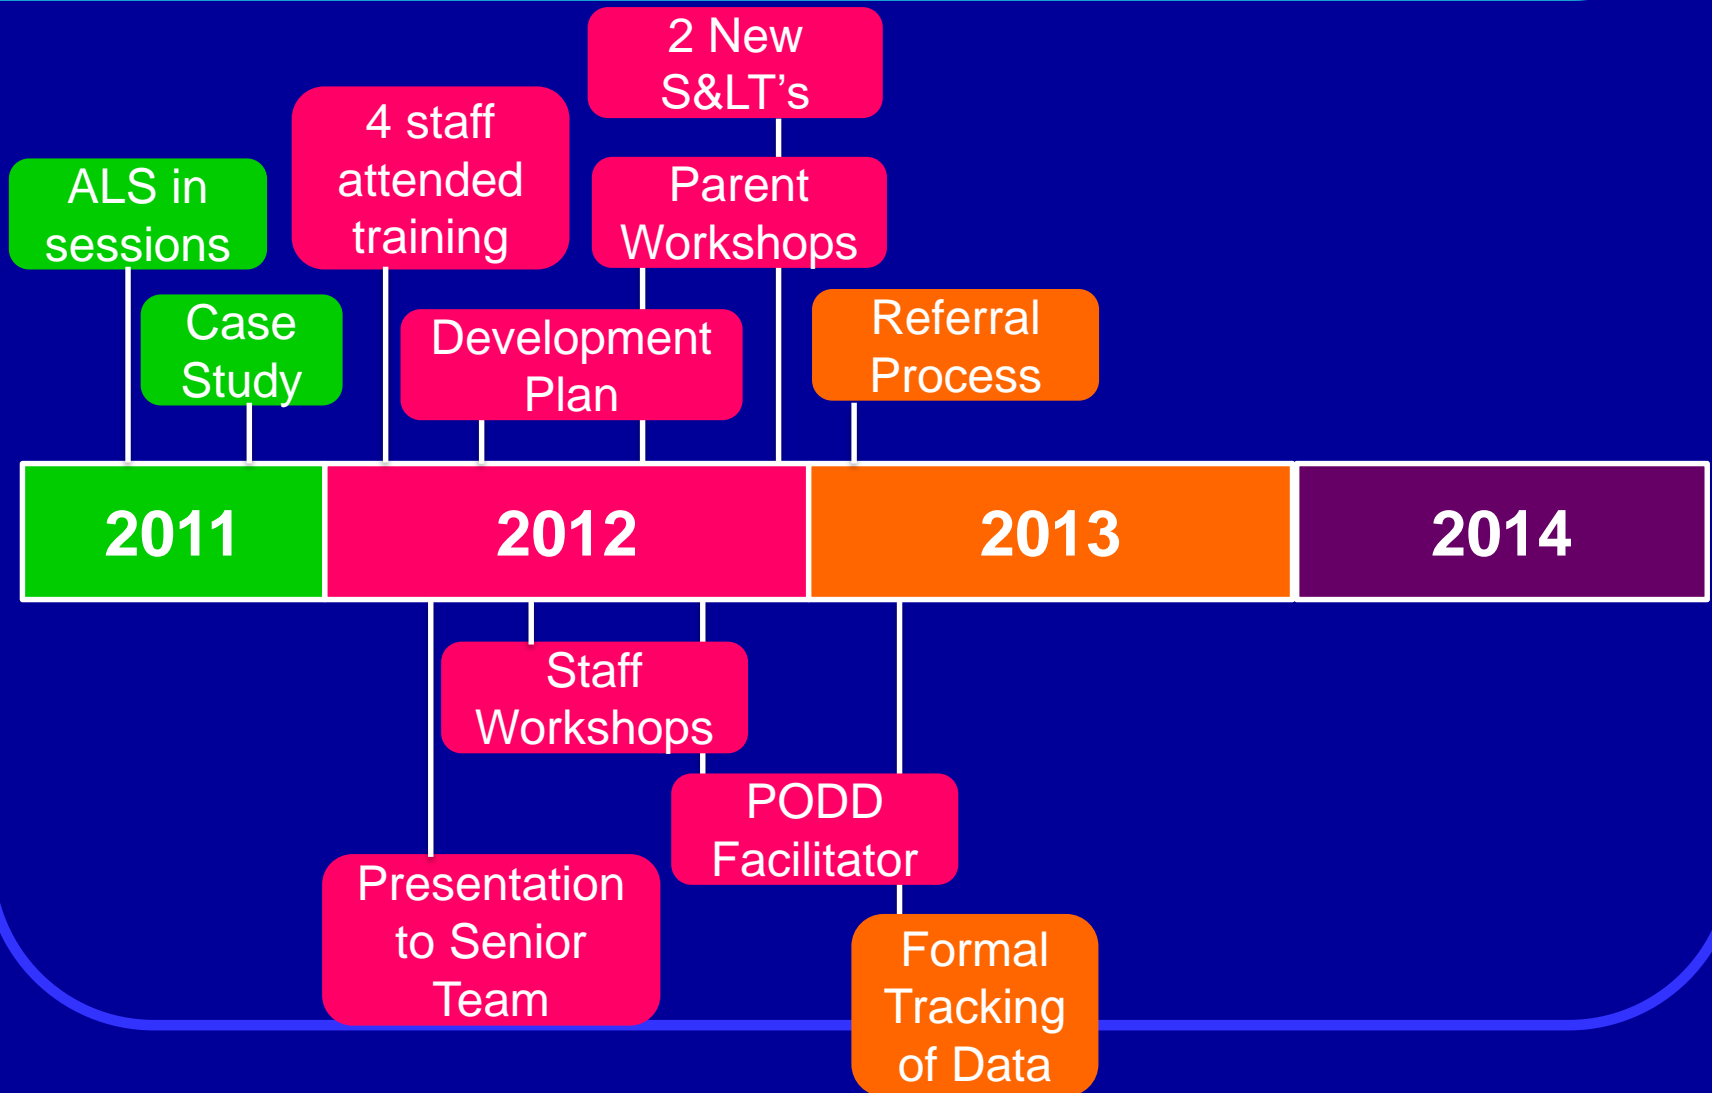 2 New
S&LT’s
4 staff
attended
training
ALS in
sessions
Parent
Workshops
Case
Study
Development
Plan
Referral
Process
2011
2012
2013
2014
Staff
Workshops
PODD
Facilitator
Presentation
to Senior
Team
Formal
Tracking
of Data